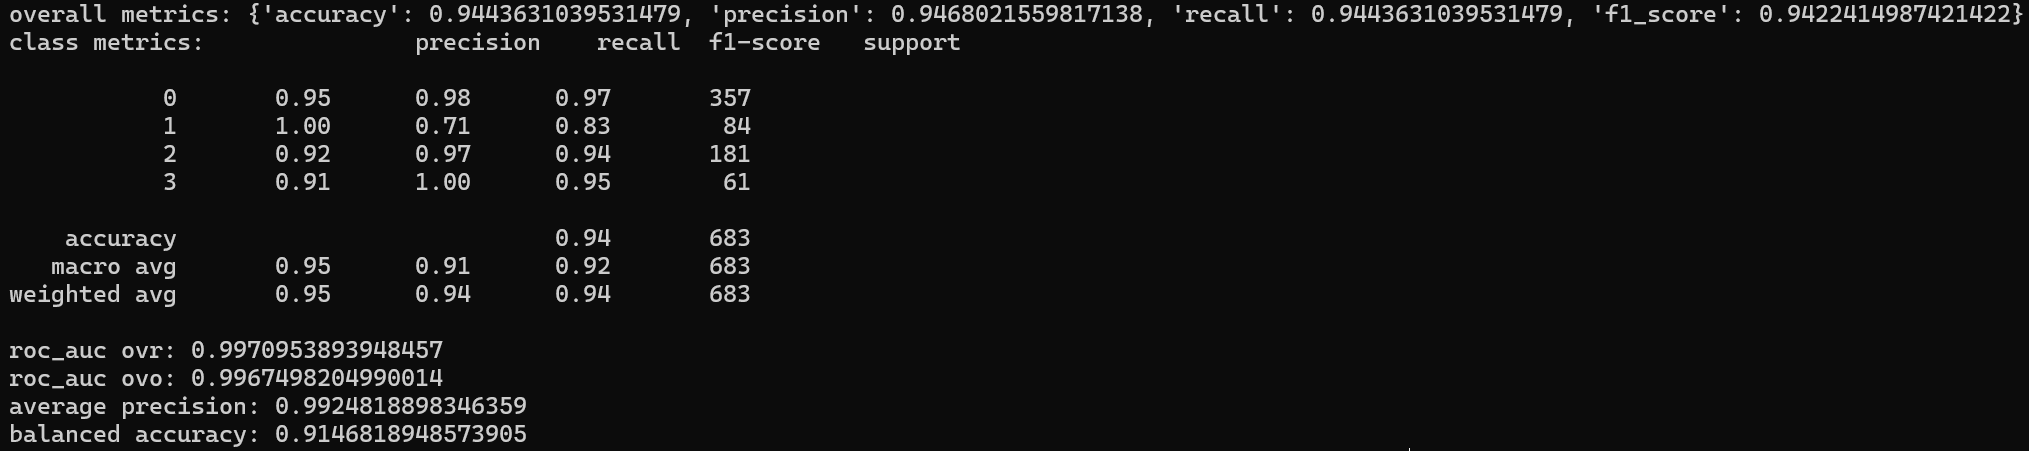 overall metrics: {'accuracy': 0.9443631039531479, 'precision': 0.9468021559817138, 'recall': 0.9443631039531479, 'f1_score': 0.9422414987421422}
class metrics:               precision    recall  f1-score   support

           0       0.95      0.98      0.97       357
           1       1.00      0.71      0.83        84
           2       0.92      0.97      0.94       181
           3       0.91      1.00      0.95        61

    accuracy                           0.94       683
   macro avg       0.95      0.91      0.92       683
weighted avg       0.95      0.94      0.94       683

roc_auc ovr: 0.9970953893948457
roc_auc ovo: 0.9967498204990014
average precision: 0.9924818898346359
balanced accuracy: 0.9146818948573905